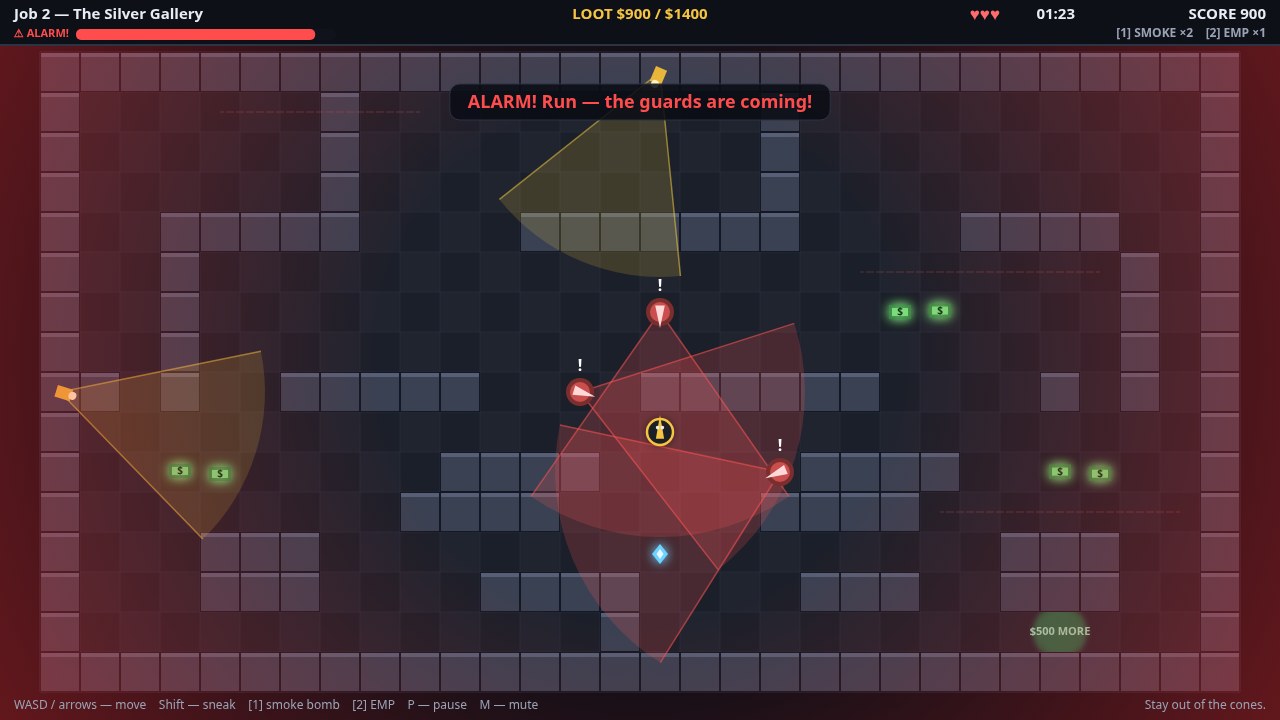 Job 2 — The Silver Gallery
LOOT $900 / $1400
♥♥♥
01:23
SCORE 900
⚠ ALARM!
[1] SMOKE ×2
[2] EMP ×1
ALARM! Run — the guards are coming!
!
!
!
$
$
$
$
$
$
$500 MORE
WASD / arrows — move
Shift — sneak
[1] smoke bomb
[2] EMP
P — pause
M — mute
Stay out of the cones.